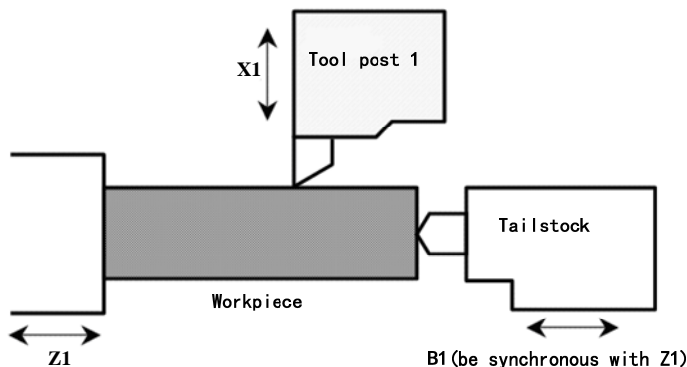 X1
Tool post 1
Tailstock
Workpiece
Z1
B1(be synchronous with Z1)